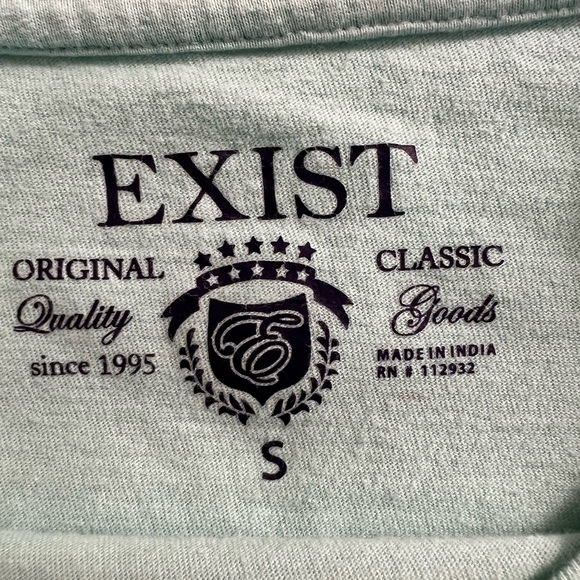 EXIST
ORIGINAL
Quality
since 1995
E
CLASSIC
Goods
MADE IN INDIA
RN # 112932
S